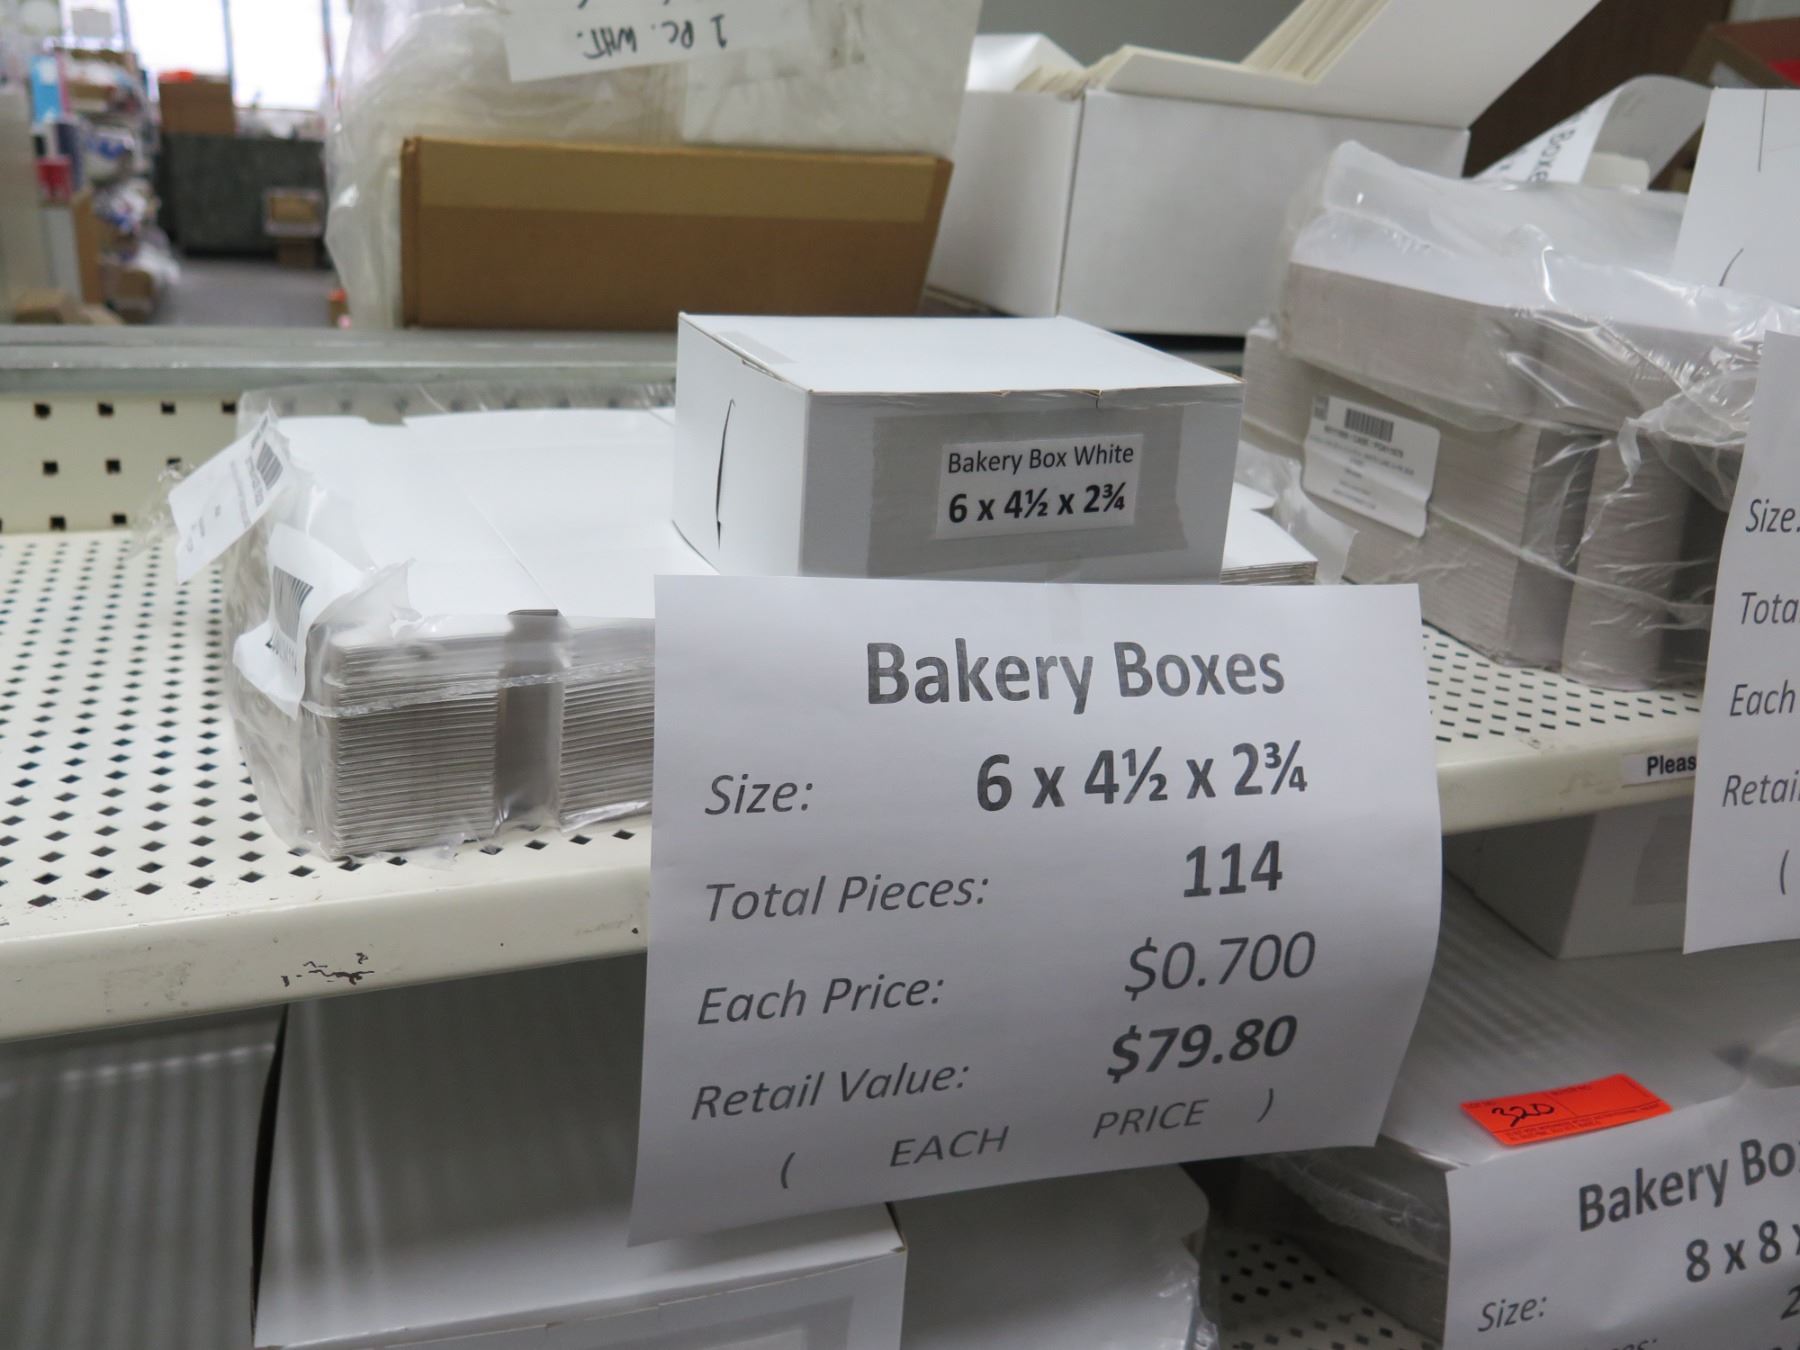 1 PC. WHT.
Boxe
Bakery Box White
6 x 4½ x 2¾
Bakery Boxes
Size: 6 x 4½ x 2¾
Total Pieces: 114
Each Price: $0.700
Retail Value: $79.80
( EACH PRICE )
Size:
Tota
Each
Retai
(
Pleas
320
Bakery Bo
8 x 8 x
Size: